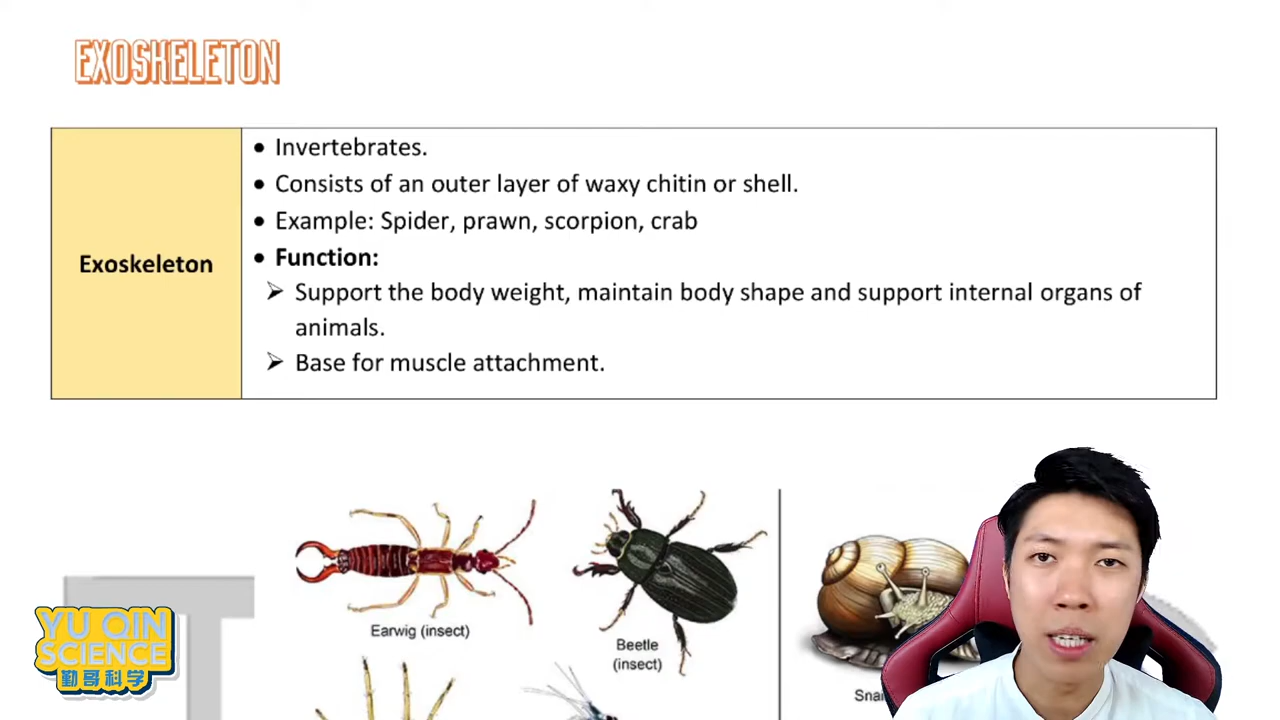 EXOSKELETON
Invertebrates.
Consists of an outer layer of waxy chitin or shell.
Example: Spider, prawn, scorpion, crab
Exoskeleton
Function:
Support the body weight, maintain body shape and support internal organs of
animals.
Base for muscle attachment.
Earwig (insect)
Beetle
(insect)
YU QIN
SCIENCE
勤哥科学